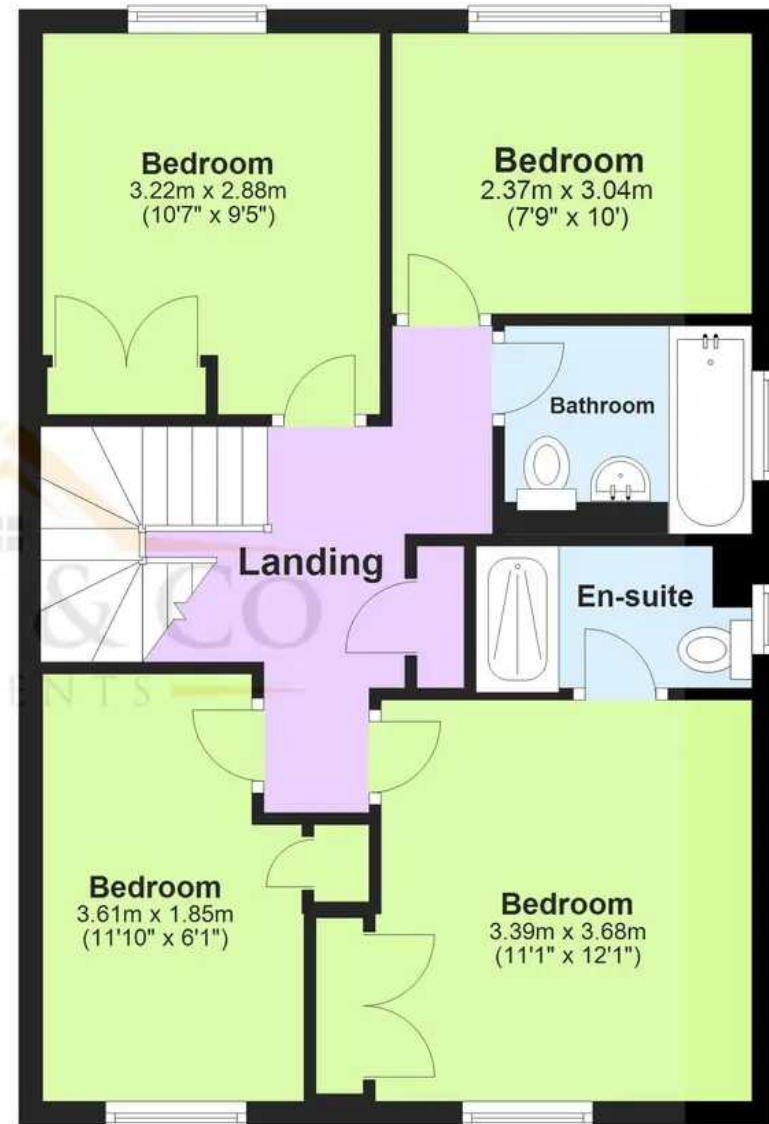 Bedroom
3.22m x 2.88m
(10'7" x 9'5")
Bedroom
2.37m x 3.04m
(7'9" x 10')
Bathroom
Landing
En-suite
& CO
ENTS
Bedroom
3.61m x 1.85m
(11'10" x 6'1")
Bedroom
3.39m x 3.68m
(11'1" x 12'1")